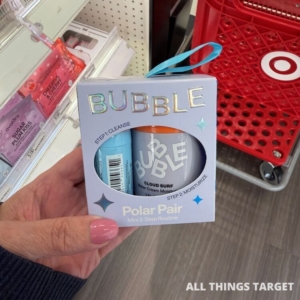 BUBBLE
STEP 1: CLEANSE
BUBBLE
CLOUD SURF
STEP 2: MOISTURIZE
Polar Pair
ALL THINGS TARGET